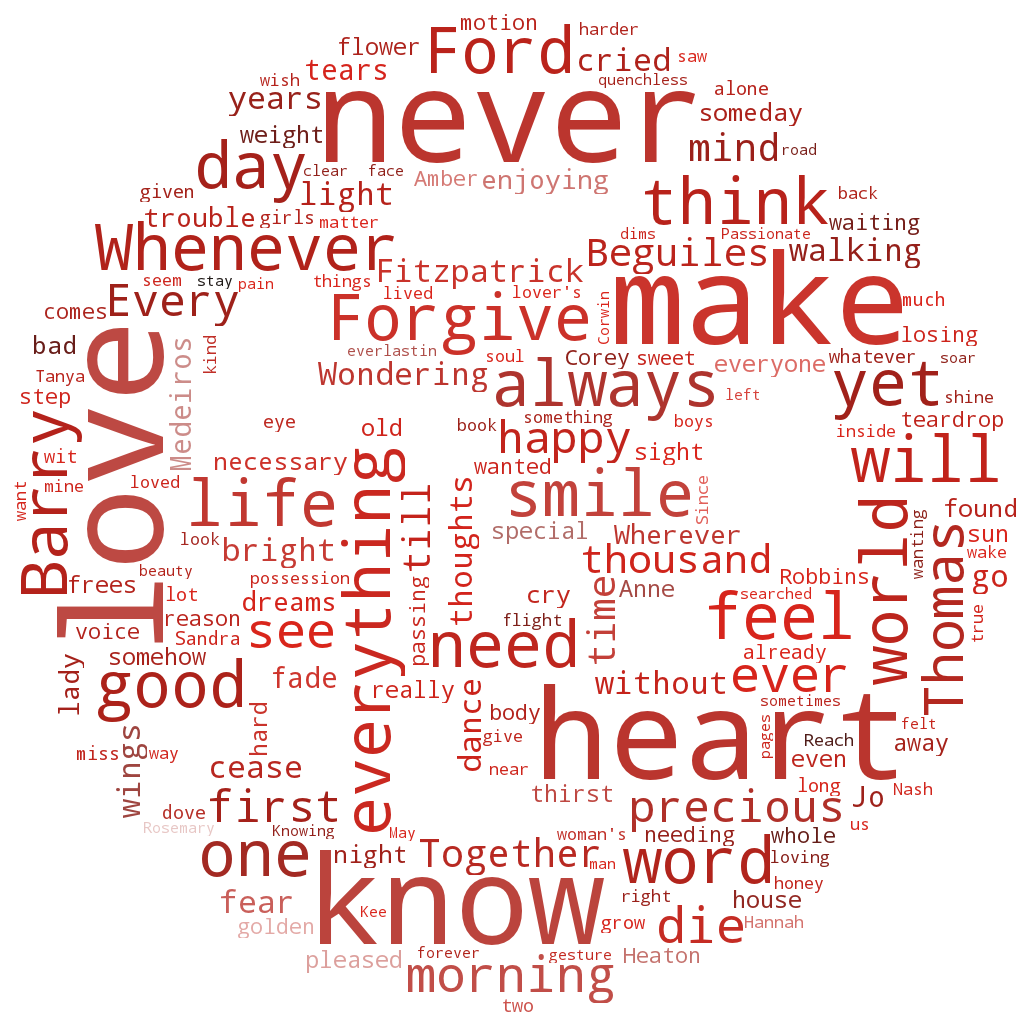 motion
harder
flower
Ford
cried
saw
tears
wish
quenchless
years
never
alone
someday
weight
mind
road
day
clear
face
Amber
enjoying
think
back
given
light
trouble
girls
matter
waiting
dims
Passionate
Whenever
Beguiles
walking
Fitzpatrick
seem
stay
pain
things
make
Every
lived
lover's
Corwin
much
comes
Forgive
losing
bad
love
kind
everlastin
soul
Corey
sweet
everyone
whatever
soar
Tanya
Medeiros
Wondering
always
yet
step
left
shine
Barry
eye
old
book
something
boys
teardrop
wit
necessary
happy
sight
inside
will
want
mine
loved
life
everything
till
thoughts
wanted
smile
Since
world
found
look
bright
special
Wherever
wanting
Thomas
sun
beauty
possession
passing
thousand
Robbins
wake
frees
lot
dreams
cry
time
Anne
searched
go
true
voice
reason
see
flight
feel
Sandra
need
somehow
already
lady
good
fade
really
without
ever
sometimes
wings
hard
dance
body
heart
pages
felt
miss
way
give
Reach
away
cease
near
even
first
thirst
precious
long
Jo
Nash
dove
Rosemary
Knowing
May
woman's
needing
whole
us
one
night
Together
man
word
loving
fear
know
honey
golden
Kee
right
house
grow
die
Hannah
pleased
forever
gesture
Heaton
morning
two